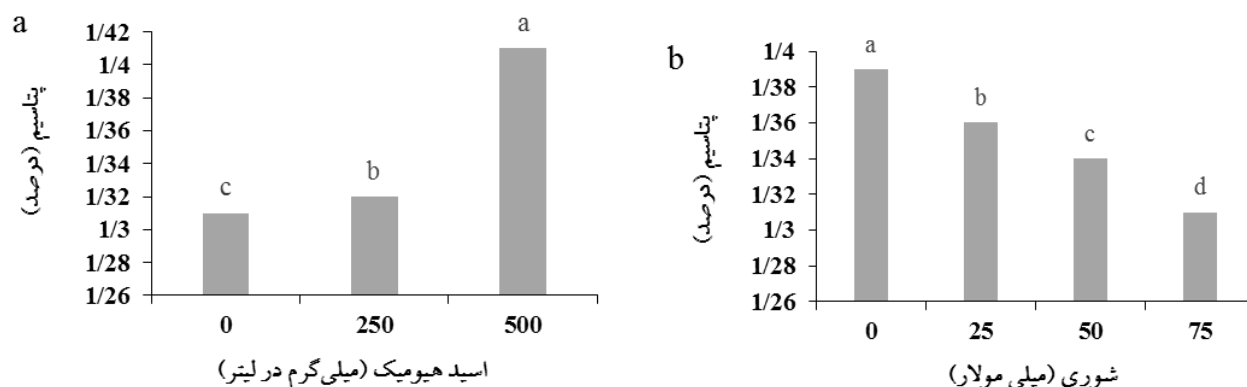 a
پتاسیم (درصد)
1/42
1/4
1/38
1/36
1/34
1/32
1/3
1/28
1/26
c
b
a
0 250 500
اسید هیومیک (میلی‌گرم در لیتر)
b
پتاسیم (درصد)
1/4
1/38
1/36
1/34
1/32
1/3
1/28
1/26
a
b
c
d
0 25 50 75
شوری (میلی مولار)